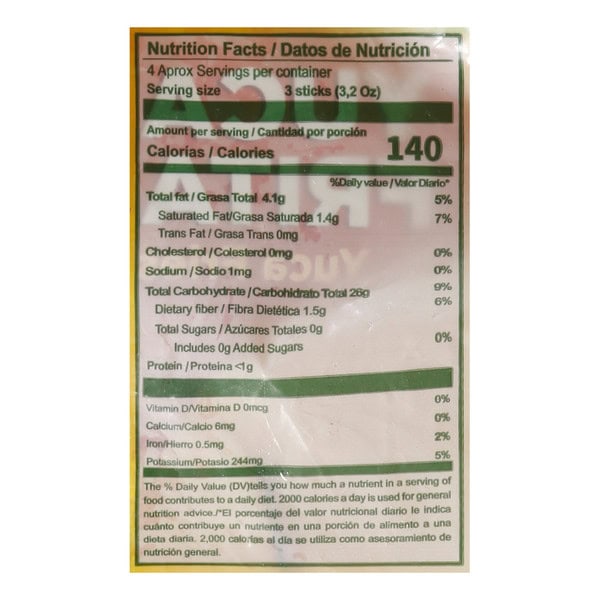 Nutrition Facts / Datos de Nutrición
4 Aprox Servings per container
Serving size 3 sticks (3,2 Oz)
Amount per serving / Cantidad por porción
Calorías / Calories 140
%Daily value / Valor Diario*
Total fat / Grasa Total 4.1g 5%
Saturated Fat/Grasa Saturada 1.4g 7%
Trans Fat / Grasa Trans 0mg
Cholesterol / Colesterol 0mg 0%
Sodium / Sodio 1mg 0%
Total Carbohydrate / Carbohidrato Total 26g 9%
Dietary fiber / Fibra Dietética 1.5g 6%
Total Sugars / Azúcares Totales 0g
Includes 0g Added Sugars 0%
Protein / Proteína <1g
Vitamin D/Vitamina D 0mcg 0%
Calcium/Calcio 6mg 0%
Iron/Hierro 0.5mg 2%
Potassium/Potasio 244mg 5%
The % Daily Value (DV)tells you how much a nutrient in a serving of
food contributes to a daily diet. 2000 calories a day is used for general
nutrition advice./*El porcentaje del valor nutricional diario le indica
cuánto contribuye un nutriente en una porción de alimento a una
dieta diaria. 2,000 calorías al día se utiliza como asesoramiento de
nutrición general.
YUCA
FRITA
Yuca